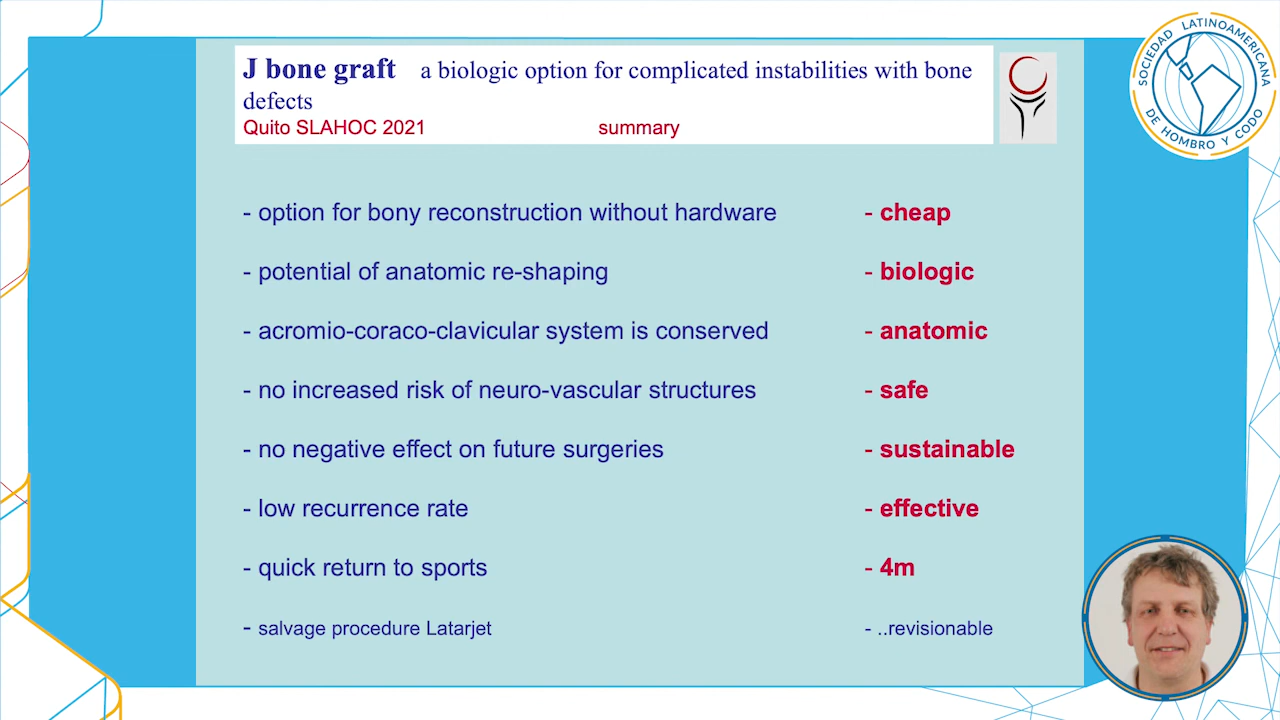 J bone graft a biologic option for complicated instabilities with bone
defects
Quito SLAHOC 2021 summary
- option for bony reconstruction without hardware - cheap
- potential of anatomic re-shaping - biologic
- acromio-coraco-clavicular system is conserved - anatomic
- no increased risk of neuro-vascular structures - safe
- no negative effect on future surgeries - sustainable
- low recurrence rate - effective
- quick return to sports - 4m
- salvage procedure Latarjet - ..revisionable
SOCIEDAD LATINOAMERICANA
DE HOMBRO Y CODO